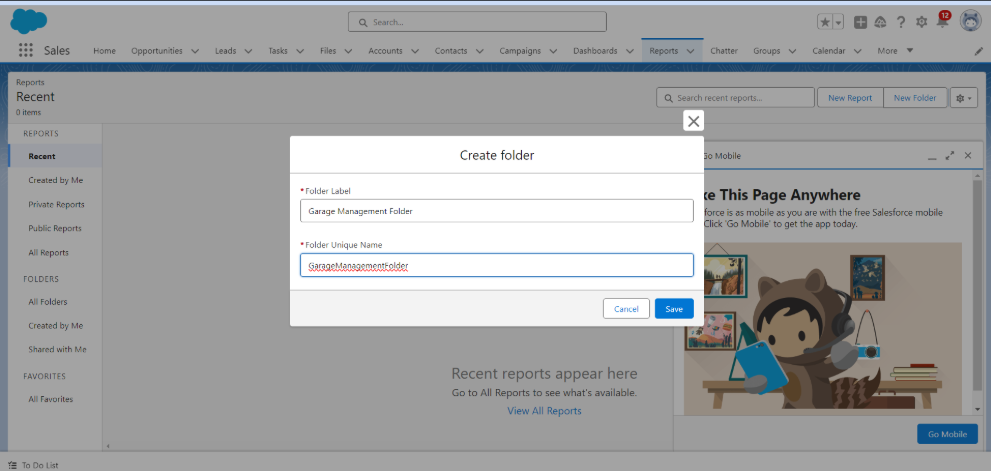 Search...
12
Sales
Home Opportunities Leads Tasks Files Accounts Contacts Campaigns Dashboards Reports Chatter Groups Calendar More
Reports
Recent
0 items
Search recent reports...
New Report
New Folder
REPORTS
Recent
Created by Me
Private Reports
Public Reports
All Reports
FOLDERS
All Folders
Created by Me
Shared with Me
FAVORITES
All Favorites
Create folder
* Folder Label
Garage Management Folder
* Folder Unique Name
GarageManagementFolder
Cancel
Save
Recent reports appear here
Go to All Reports to see what's available.
View All Reports
Go Mobile
This Page Anywhere
is as mobile as you are with the free Salesforce mobile
Click 'Go Mobile' to get the app today.
Go Mobile
To Do List